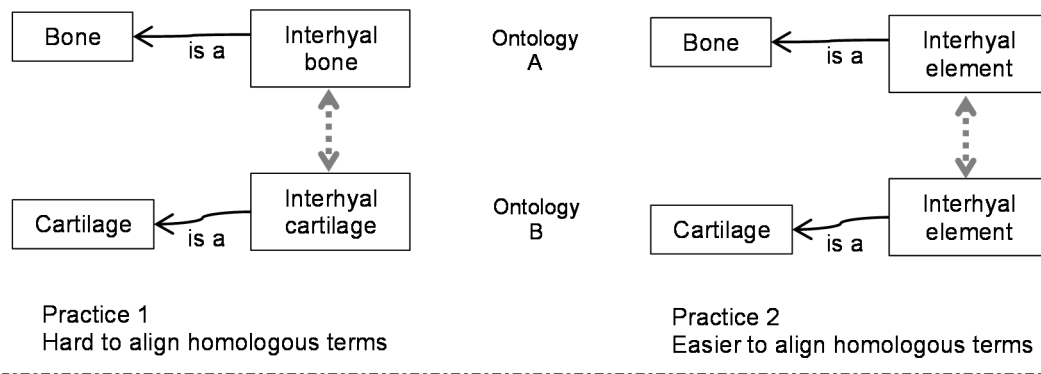 Bone
is a
Interhyal
bone
Ontology
A
Bone
is a
Interhyal
element
Cartilage
is a
Interhyal
cartilage
Ontology
B
Cartilage
is a
Interhyal
element
Practice 1
Hard to align homologous terms
Practice 2
Easier to align homologous terms